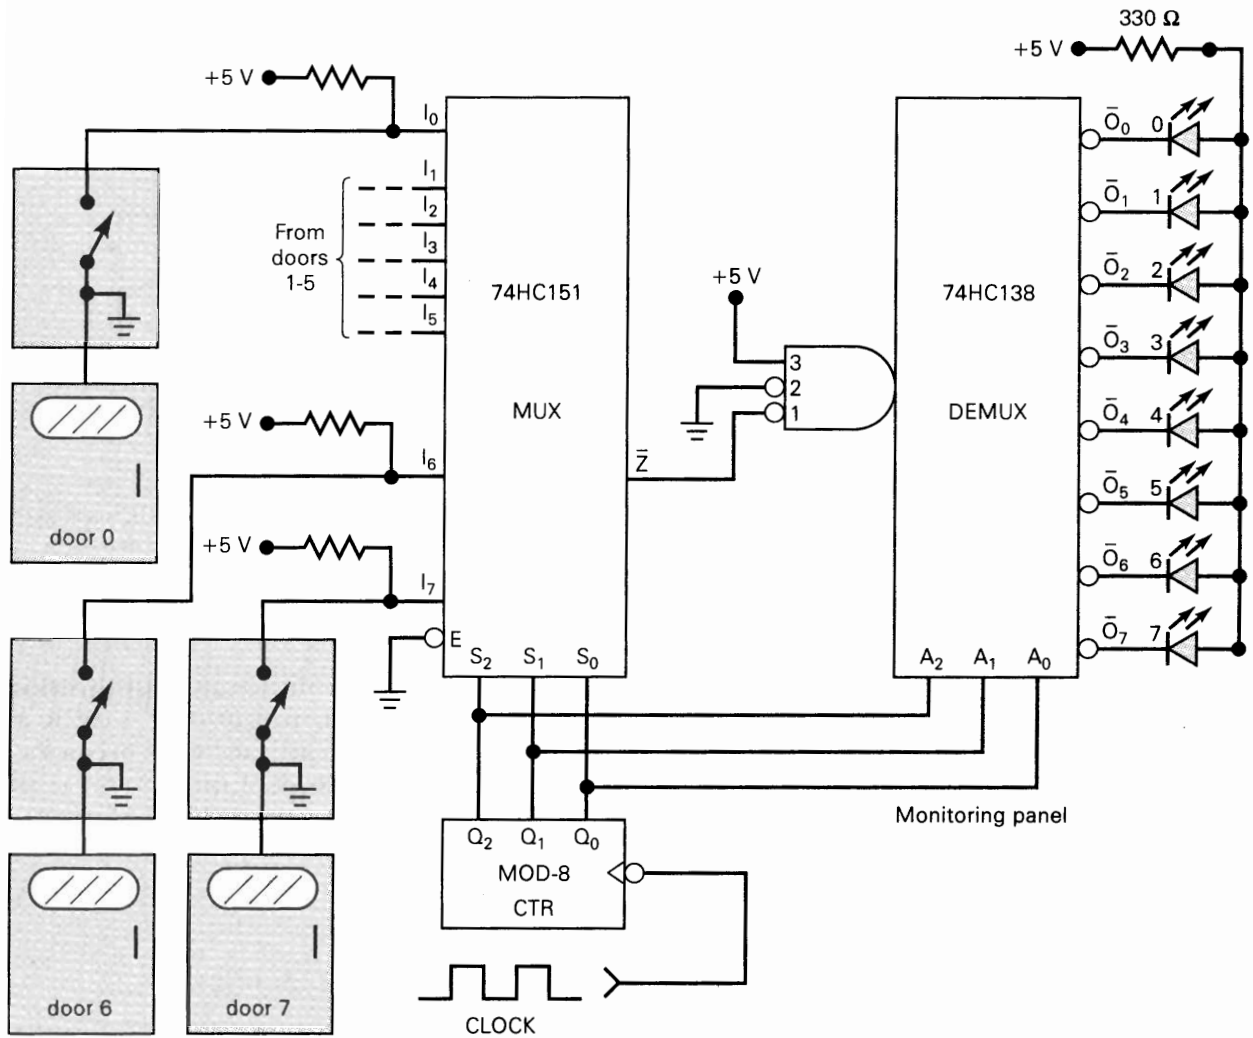 330 Ω
+5 V
+5 V
I₀
I₁
I₂
I₃
I₄
I₅
From
doors
1-5
74HC151
MUX
+5 V
3
2
1
74HC138
DEMUX
Ō₀ 0
Ō₁ 1
Ō₂ 2
Ō₃ 3
Ō₄ 4
Ō₅ 5
Ō₆ 6
Ō₇ 7
+5 V
I₆
Z̄
door 0
+5 V
I₇
E
S₂ S₁ S₀
A₂ A₁ A₀
Monitoring panel
Q₂ Q₁ Q₀
MOD-8
CTR
door 6
door 7
CLOCK